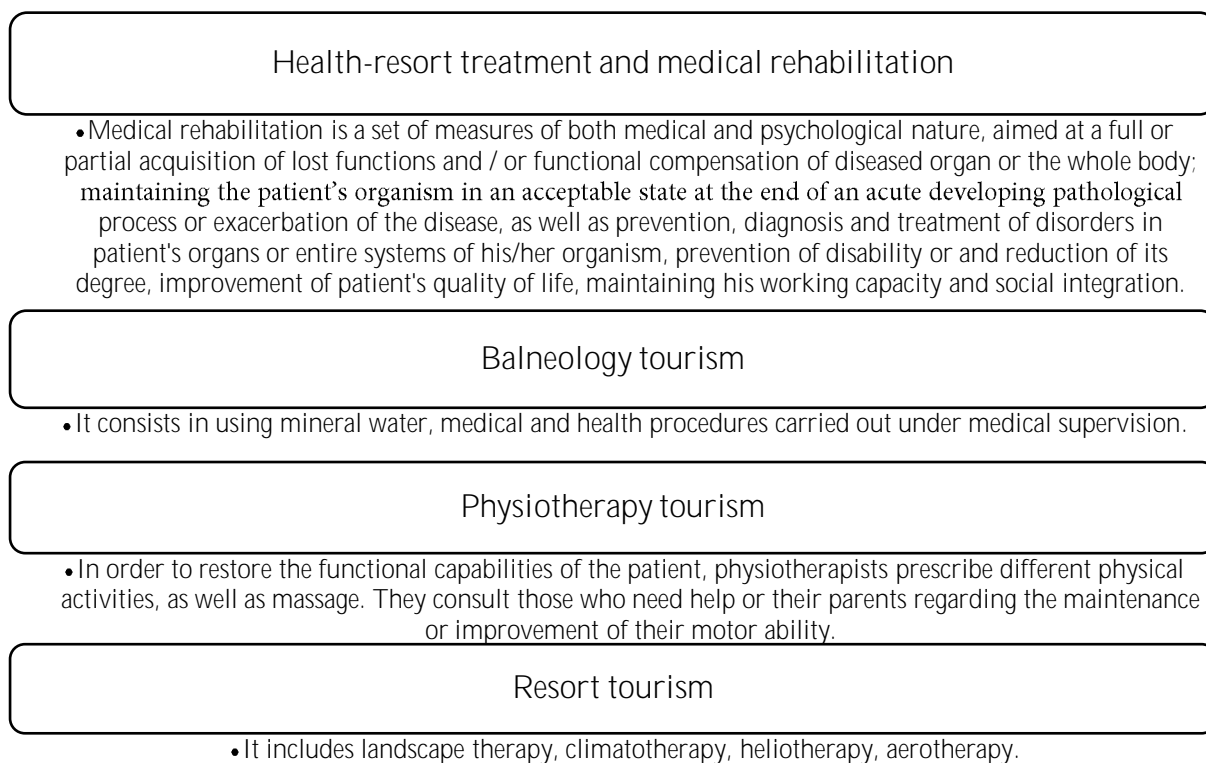 Health-resort treatment and medical rehabilitation
•Medical rehabilitation is a set of measures of both medical and psychological nature, aimed at a full or
partial acquisition of lost functions and / or functional compensation of diseased organ or the whole body;
maintaining the patient’s organism in an acceptable state at the end of an acute developing pathological
process or exacerbation of the disease, as well as prevention, diagnosis and treatment of disorders in
patient's organs or entire systems of his/her organism, prevention of disability or and reduction of its
degree, improvement of patient's quality of life, maintaining his working capacity and social integration.
Balneology tourism
•It consists in using mineral water, medical and health procedures carried out under medical supervision.
Physiotherapy tourism
•In order to restore the functional capabilities of the patient, physiotherapists prescribe different physical
activities, as well as massage. They consult those who need help or their parents regarding the maintenance
or improvement of their motor ability.
Resort tourism
•It includes landscape therapy, climatotherapy, heliotherapy, aerotherapy.